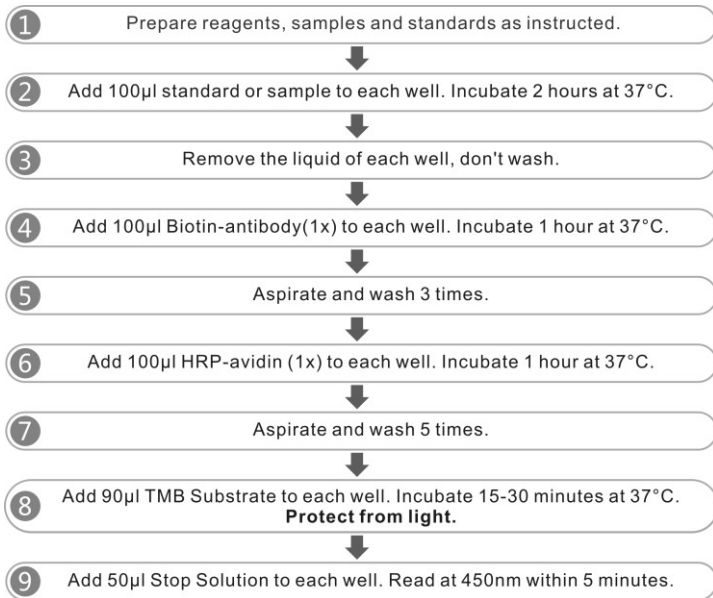 1 Prepare reagents, samples and standards as instructed.
2 Add 100μl standard or sample to each well. Incubate 2 hours at 37°C.
3 Remove the liquid of each well, don't wash.
4 Add 100μl Biotin-antibody(1x) to each well. Incubate 1 hour at 37°C.
5 Aspirate and wash 3 times.
6 Add 100μl HRP-avidin (1x) to each well. Incubate 1 hour at 37°C.
7 Aspirate and wash 5 times.
8 Add 90μl TMB Substrate to each well. Incubate 15-30 minutes at 37°C.
Protect from light.
9 Add 50μl Stop Solution to each well. Read at 450nm within 5 minutes.